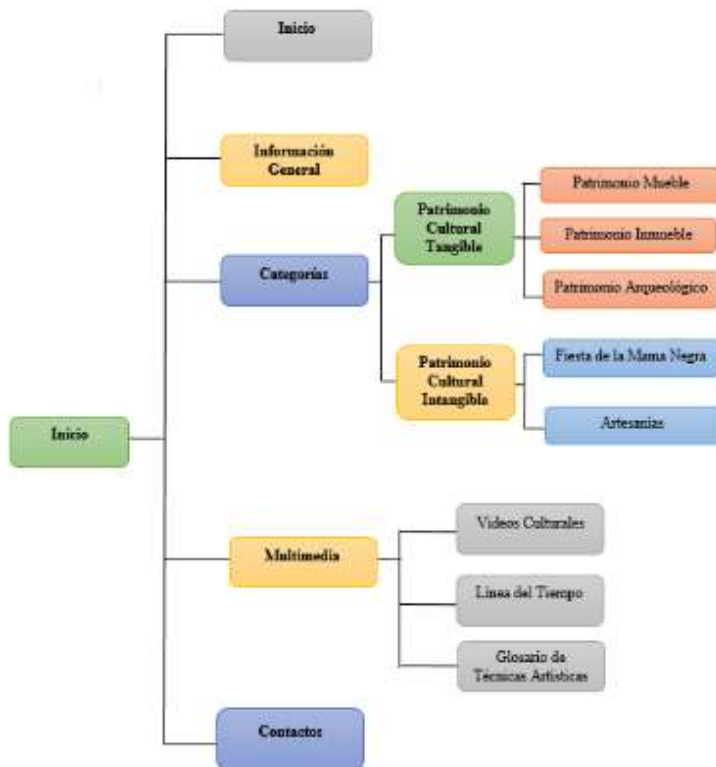 Inicio
Información
General
Patrimonio
Cultural
Tangible
Patrimonio Mueble
Patrimonio Inmueble
Patrimonio Arqueológico
Categorías
Patrimonio
Cultural
Intangible
Fiesta de la Mama Negra
Artesanías
Inicio
Multimedia
Videos Culturales
Línea del Tiempo
Glosario de
Técnicas Artísticas
Contactos